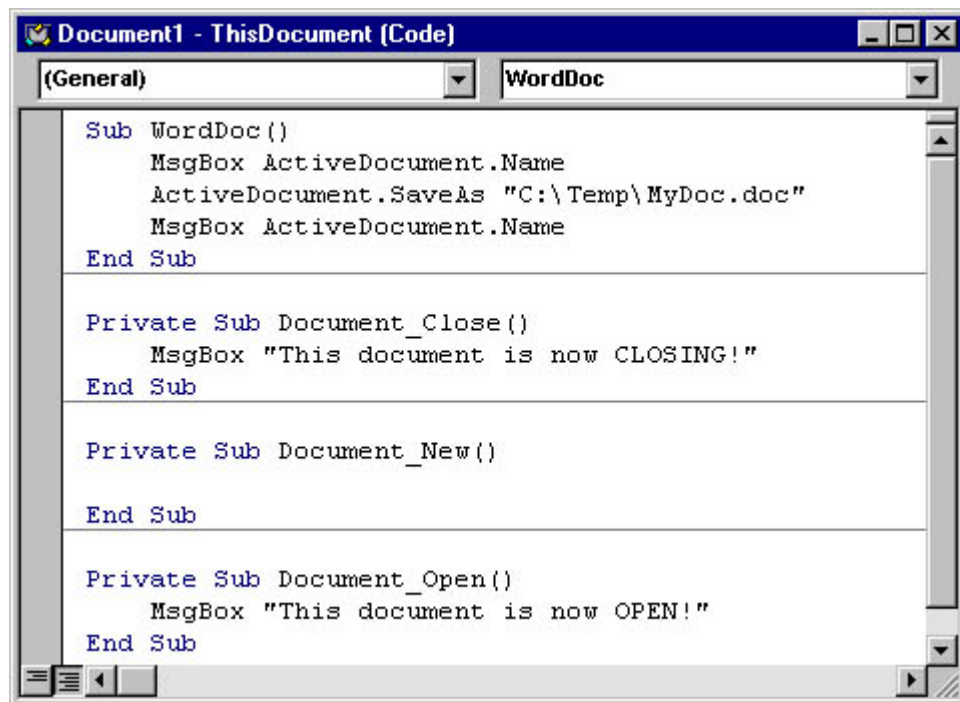 Document1 - ThisDocument (Code)
(General) WordDoc
Sub WordDoc()
    MsgBox ActiveDocument.Name
    ActiveDocument.SaveAs "C:\Temp\MyDoc.doc"
    MsgBox ActiveDocument.Name
End Sub
Private Sub Document_Close()
    MsgBox "This document is now CLOSING!"
End Sub
Private Sub Document_New()
End Sub
Private Sub Document_Open()
    MsgBox "This document is now OPEN!"
End Sub